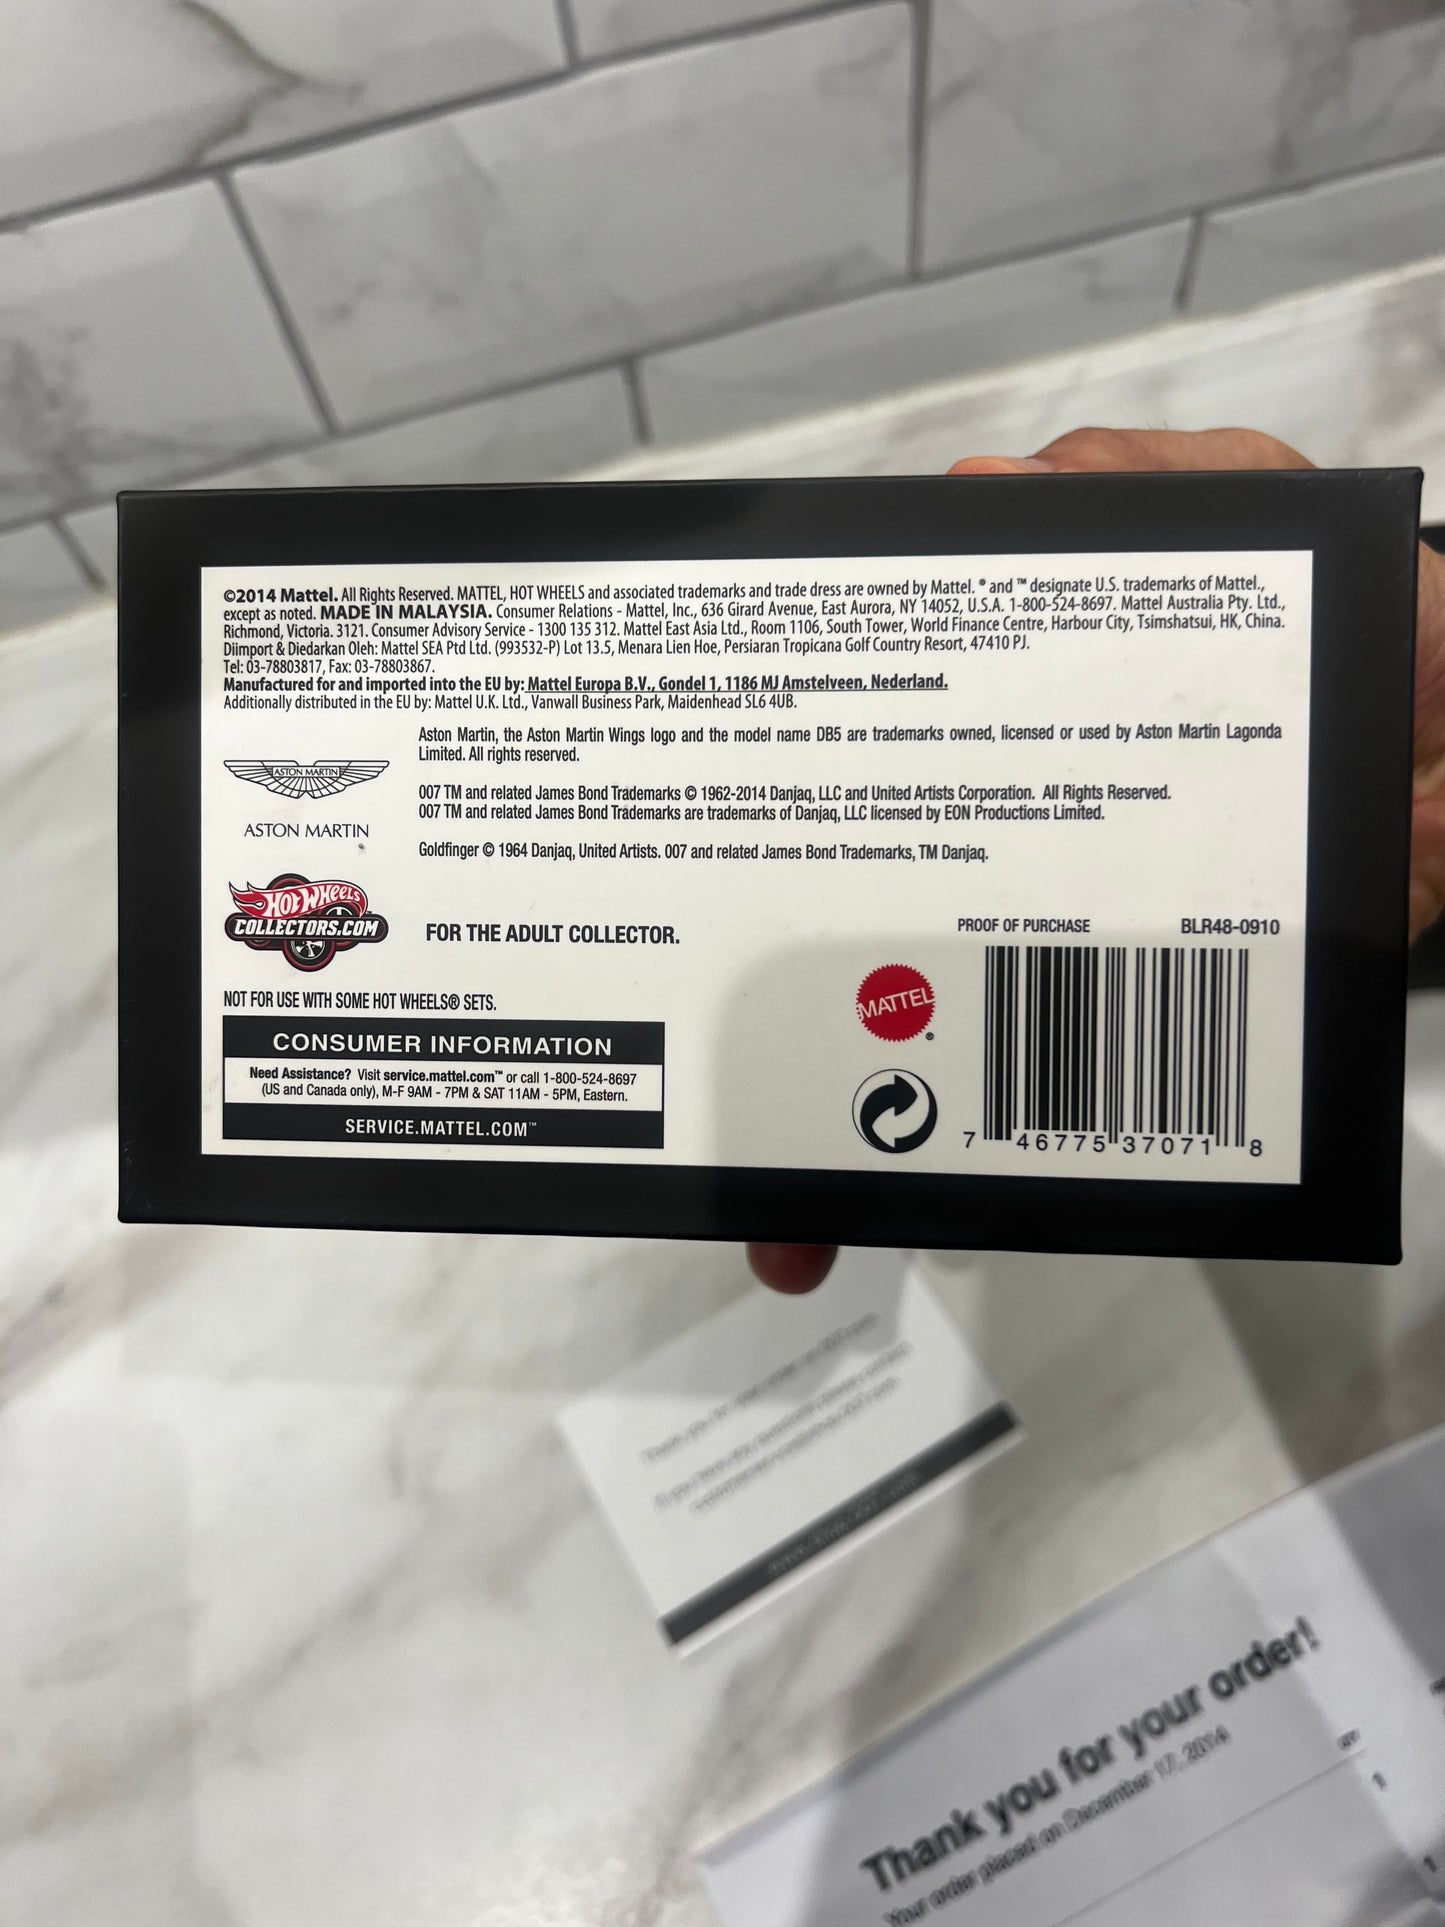 ©2014 Mattel. All Rights Reserved. MATTEL, HOT WHEELS and associated trademarks and trade dress are owned by Mattel. ® and ™ designate U.S. trademarks of Mattel.,
except as noted. MADE IN MALAYSIA. Consumer Relations - Mattel, Inc., 636 Girard Avenue, East Aurora, NY 14052, U.S.A. 1-800-524-8697. Mattel Australia Pty. Ltd.,
Richmond, Victoria. 3121. Consumer Advisory Service - 1300 135 312. Mattel East Asia Ltd., Room 1106, South Tower, World Finance Centre, Harbour City, Tsimshatsui, HK, China.
Diimport & Diedarkan Oleh: Mattel SEA Ptd Ltd. (993532-P) Lot 13.5, Menara Lien Hoe, Persiaran Tropicana Golf Country Resort, 47410 PJ.
Tel: 03-78803817, Fax: 03-78803867.
Manufactured for and imported into the EU by: Mattel Europa B.V., Gondel 1, 1186 MJ Amstelveen, Nederland.
Additionally distributed in the EU by: Mattel U.K. Ltd., Vanwall Business Park, Maidenhead SL6 4UB.
Aston Martin, the Aston Martin Wings logo and the model name DB5 are trademarks owned, licensed or used by Aston Martin Lagonda
Limited. All rights reserved.
ASTON MARTIN
ASTON MARTIN
007 TM and related James Bond Trademarks © 1962-2014 Danjaq, LLC and United Artists Corporation. All Rights Reserved.
007 TM and related James Bond Trademarks are trademarks of Danjaq, LLC licensed by EON Productions Limited.
Goldfinger © 1964 Danjaq, United Artists. 007 and related James Bond Trademarks, TM Danjaq.
HOT WHEELS
COLLECTORS.COM
FOR THE ADULT COLLECTOR.
PROOF OF PURCHASE BLR48-0910
MATTEL ®
NOT FOR USE WITH SOME HOT WHEELS® SETS.
CONSUMER INFORMATION
Need Assistance? Visit service.mattel.com™ or call 1-800-524-8697
(US and Canada only), M-F 9AM - 7PM & SAT 11AM - 5PM, Eastern.
SERVICE.MATTEL.COM™
7 46775 37071 8
Thank you for your order!
Your order placed on December 17, 2014
QTY
1
1